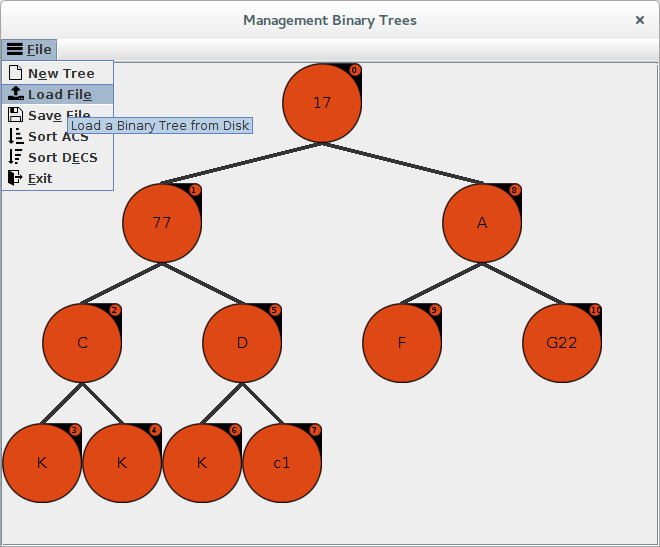 Management Binary Trees
File
New Tree
Load File
Save File
Load a Binary Tree from Disk
Sort ACS
Sort DECS
Exit
0
17
1
77
8
A
2
C
5
D
9
F
10
G22
3
K
4
K
6
K
7
c1